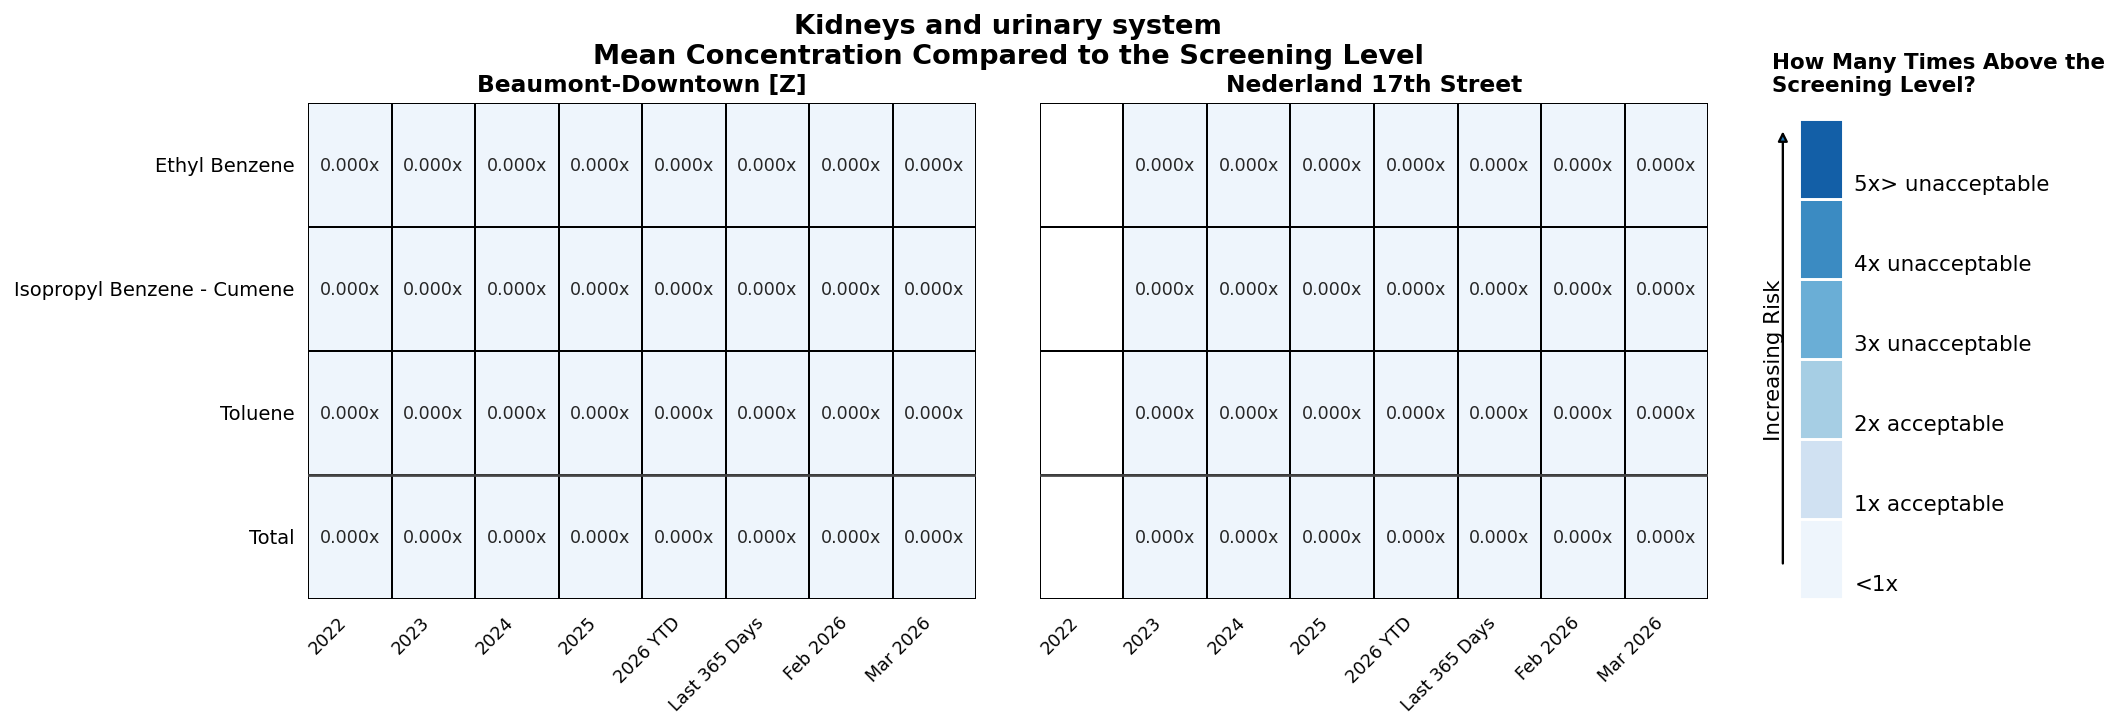 Kidneys and urinary system
Mean Concentration Compared to the Screening Level
Beaumont-Downtown [Z]
Nederland 17th Street
How Many Times Above the
Screening Level?
Ethyl Benzene 0.000x 0.000x 0.000x 0.000x 0.000x 0.000x 0.000x 0.000x 0.000x 0.000x 0.000x 0.000x 0.000x 0.000x 0.000x
Isopropyl Benzene - Cumene 0.000x 0.000x 0.000x 0.000x 0.000x 0.000x 0.000x 0.000x 0.000x 0.000x 0.000x 0.000x 0.000x 0.000x 0.000x
Toluene 0.000x 0.000x 0.000x 0.000x 0.000x 0.000x 0.000x 0.000x 0.000x 0.000x 0.000x 0.000x 0.000x 0.000x 0.000x
Total 0.000x 0.000x 0.000x 0.000x 0.000x 0.000x 0.000x 0.000x 0.000x 0.000x 0.000x 0.000x 0.000x 0.000x 0.000x
2022 2023 2024 2025 2026 YTD Last 365 Days Feb 2026 Mar 2026
2022 2023 2024 2025 2026 YTD Last 365 Days Feb 2026 Mar 2026
Increasing Risk
5x> unacceptable
4x unacceptable
3x unacceptable
2x acceptable
1x acceptable
<1x